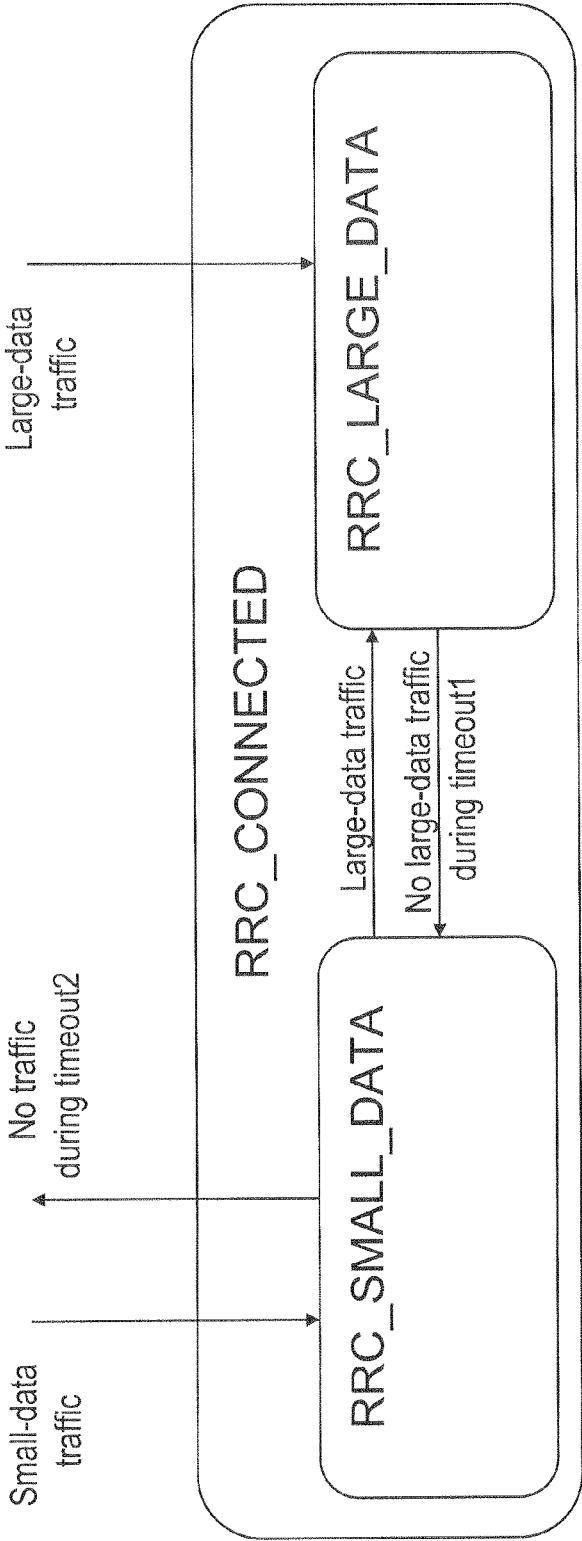 Small-data
traffic
No traffic
during timeout2
Large-data
traffic
RRC_CONNECTED
RRC_SMALL_DATA
Large-data traffic
No large-data traffic
during timeout1
RRC_LARGE_DATA